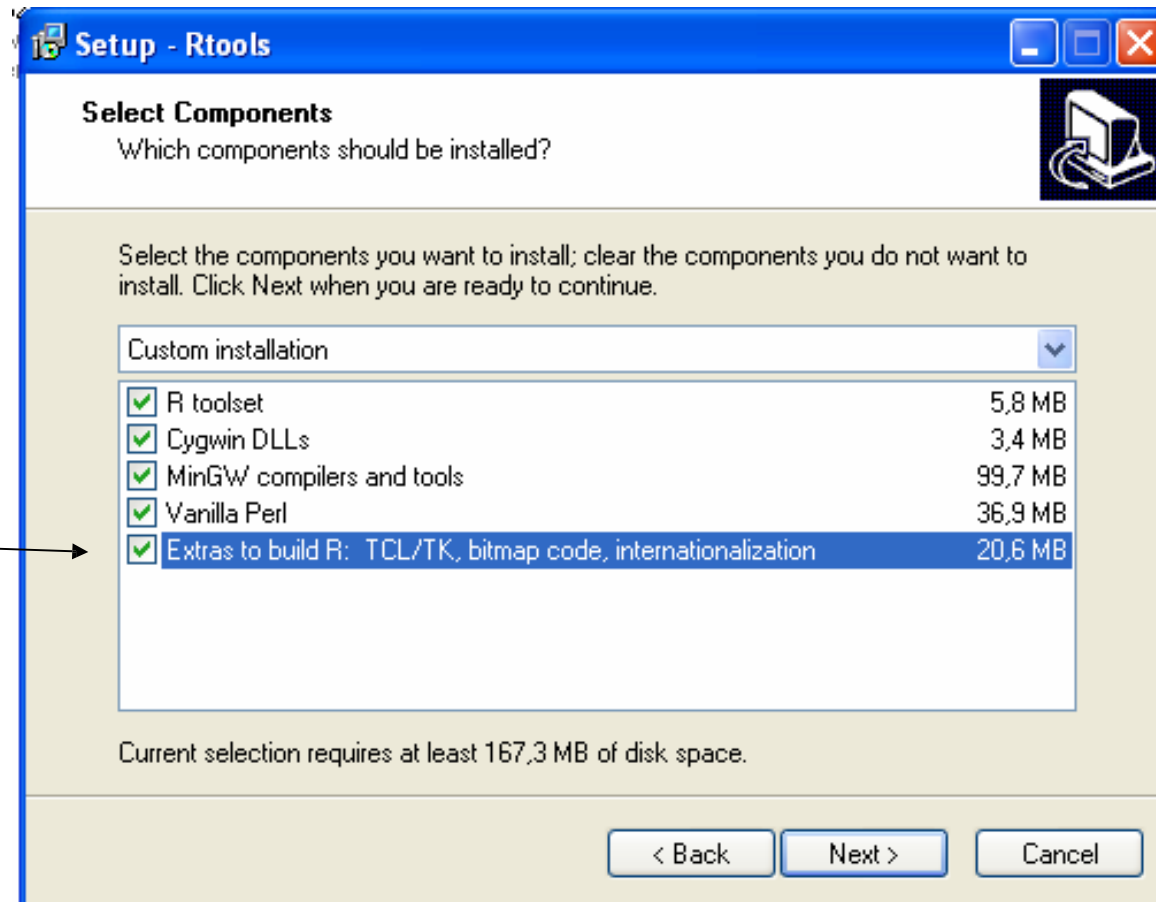 Setup - Rtools
Select Components
Which components should be installed?
Select the components you want to install; clear the components you do not want to
install. Click Next when you are ready to continue.
Custom installation
R toolset 5,8 MB
Cygwin DLLs 3,4 MB
MinGW compilers and tools 99,7 MB
Vanilla Perl 36,9 MB
Extras to build R:  TCL/TK, bitmap code, internationalization 20,6 MB
Current selection requires at least 167,3 MB of disk space.
< Back Next > Cancel